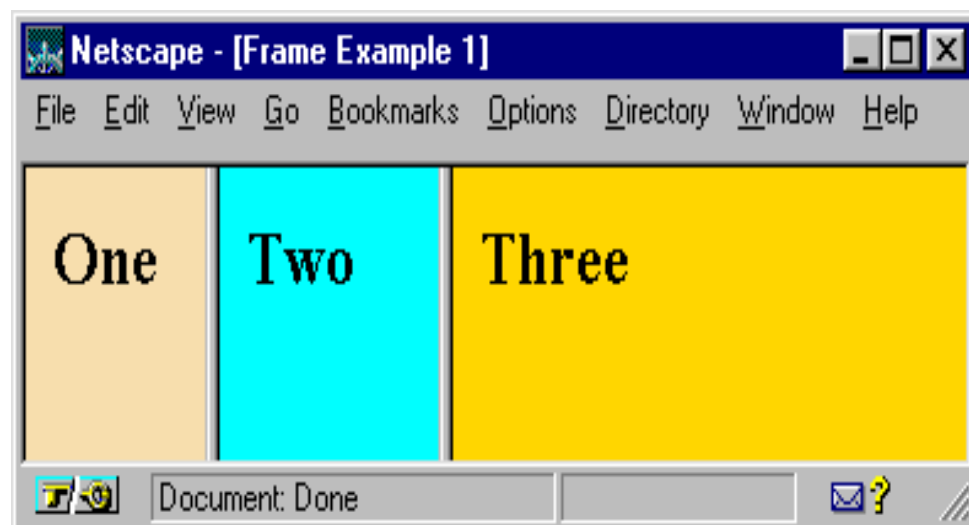 Netscape - [Frame Example 1]
File Edit View Go Bookmarks Options Directory Window Help
One Two Three
Document: Done
?